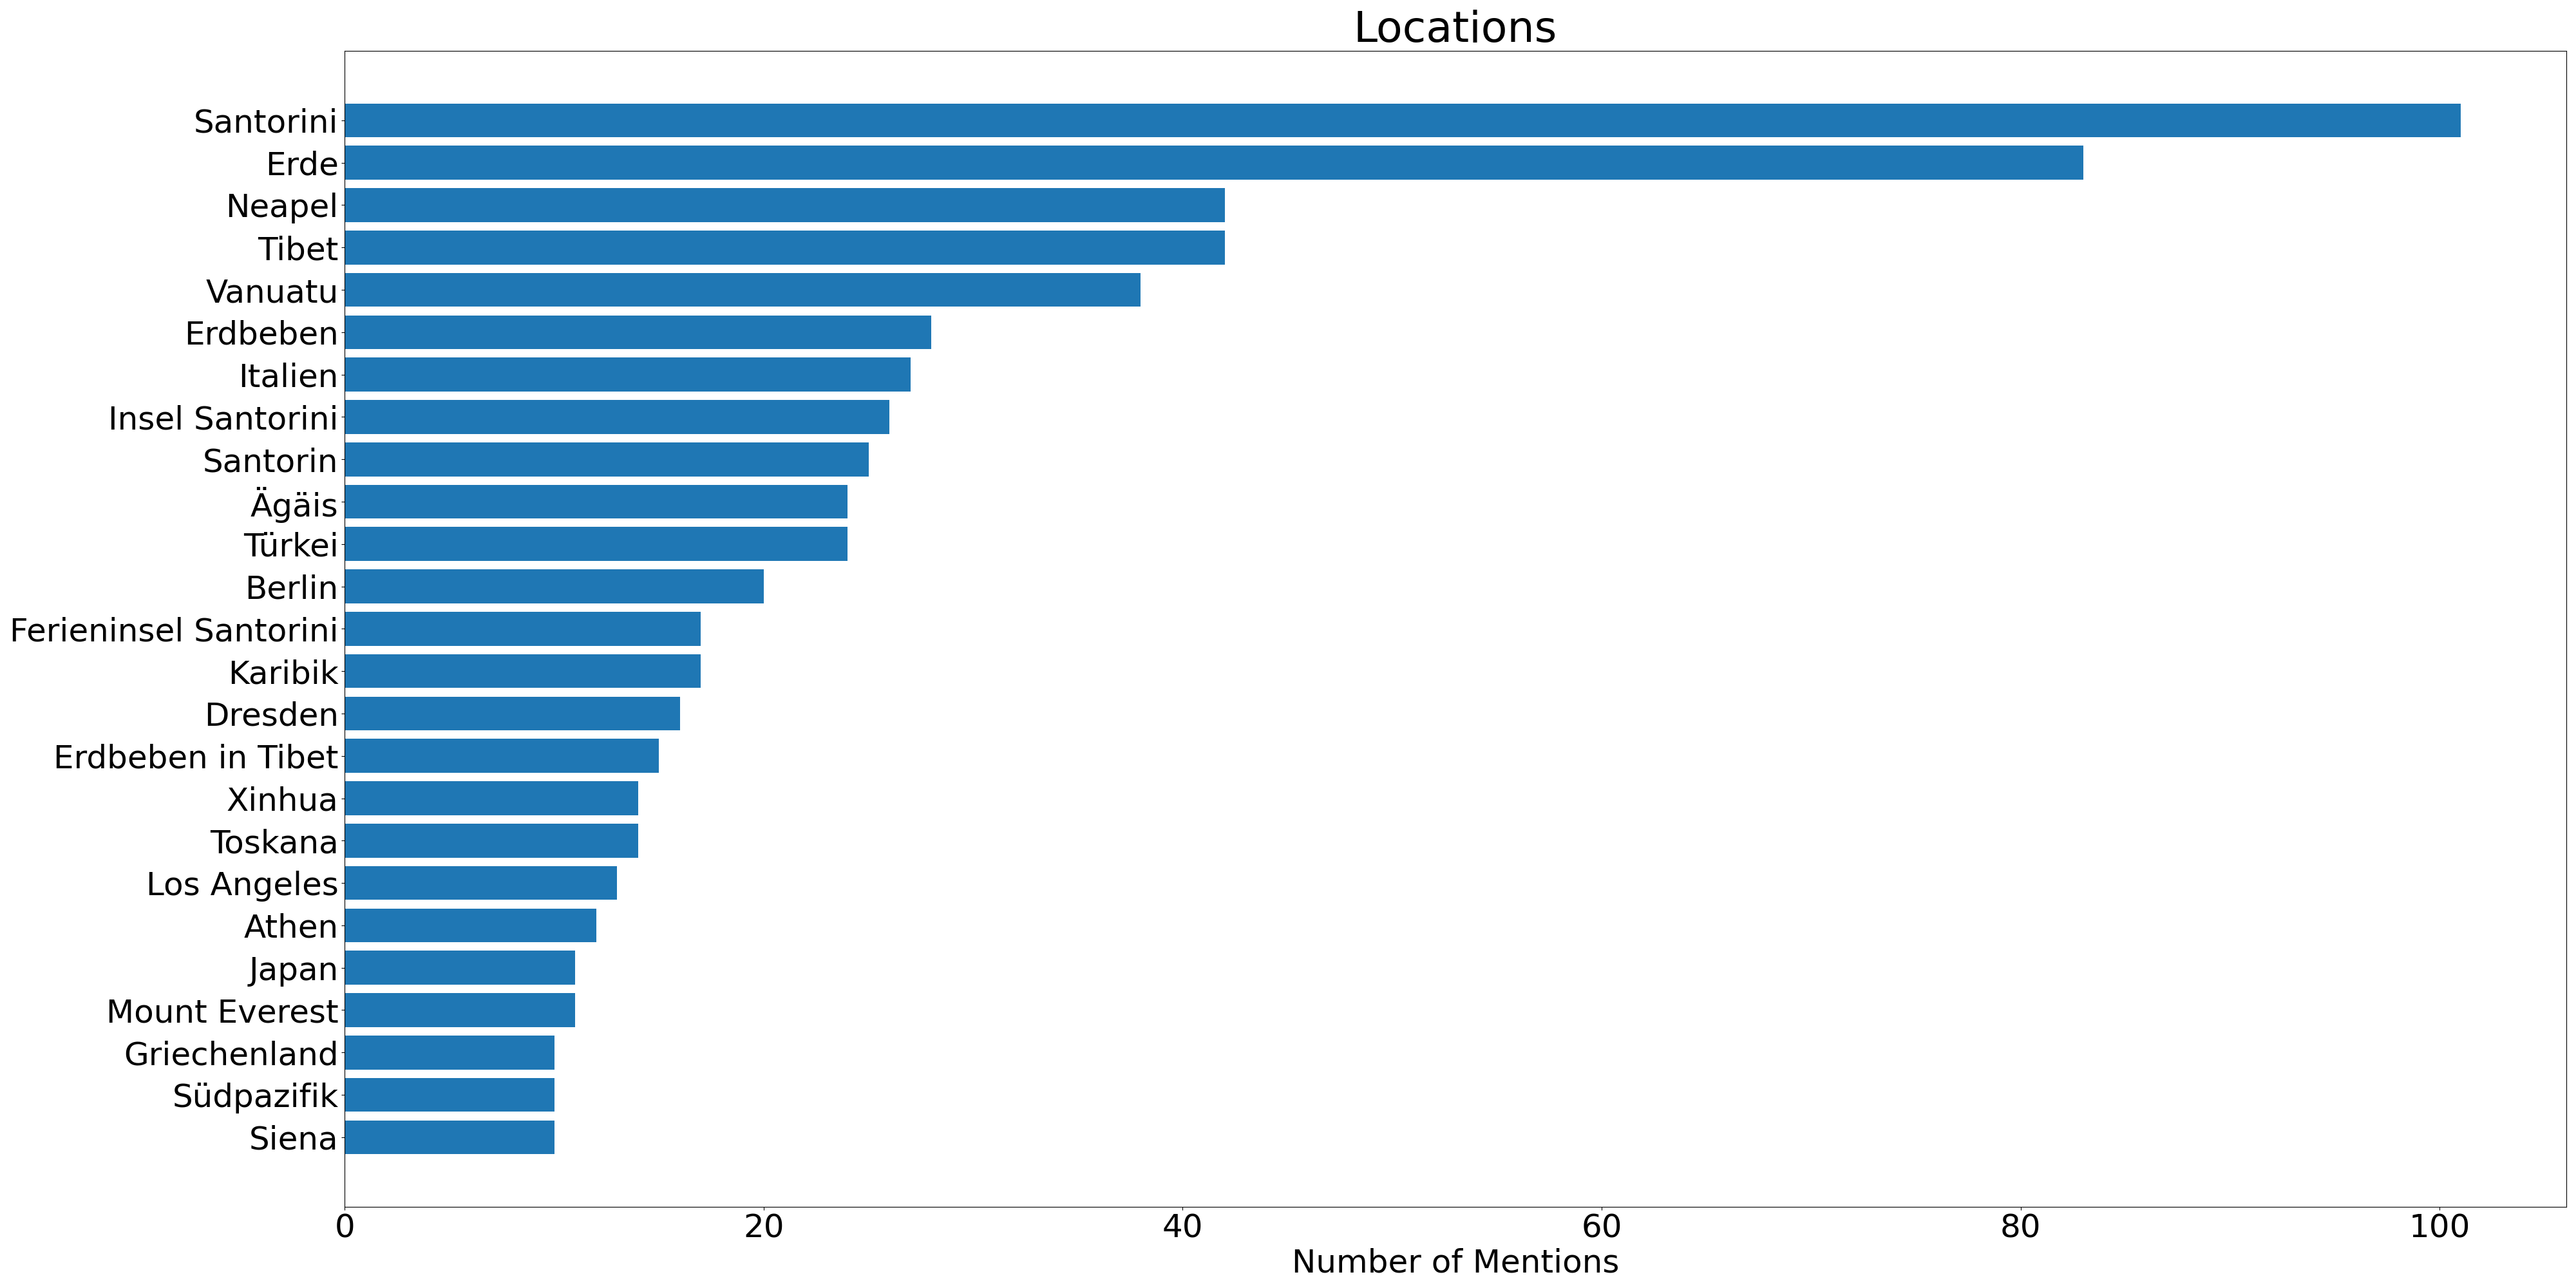 Locations
Santorini
Erde
Neapel
Tibet
Vanuatu
Erdbeben
Italien
Insel Santorini
Santorin
Ägäis
Türkei
Berlin
Ferieninsel Santorini
Karibik
Dresden
Erdbeben in Tibet
Xinhua
Toskana
Los Angeles
Athen
Japan
Mount Everest
Griechenland
Südpazifik
Siena
0 20 40 60 80 100
Number of Mentions